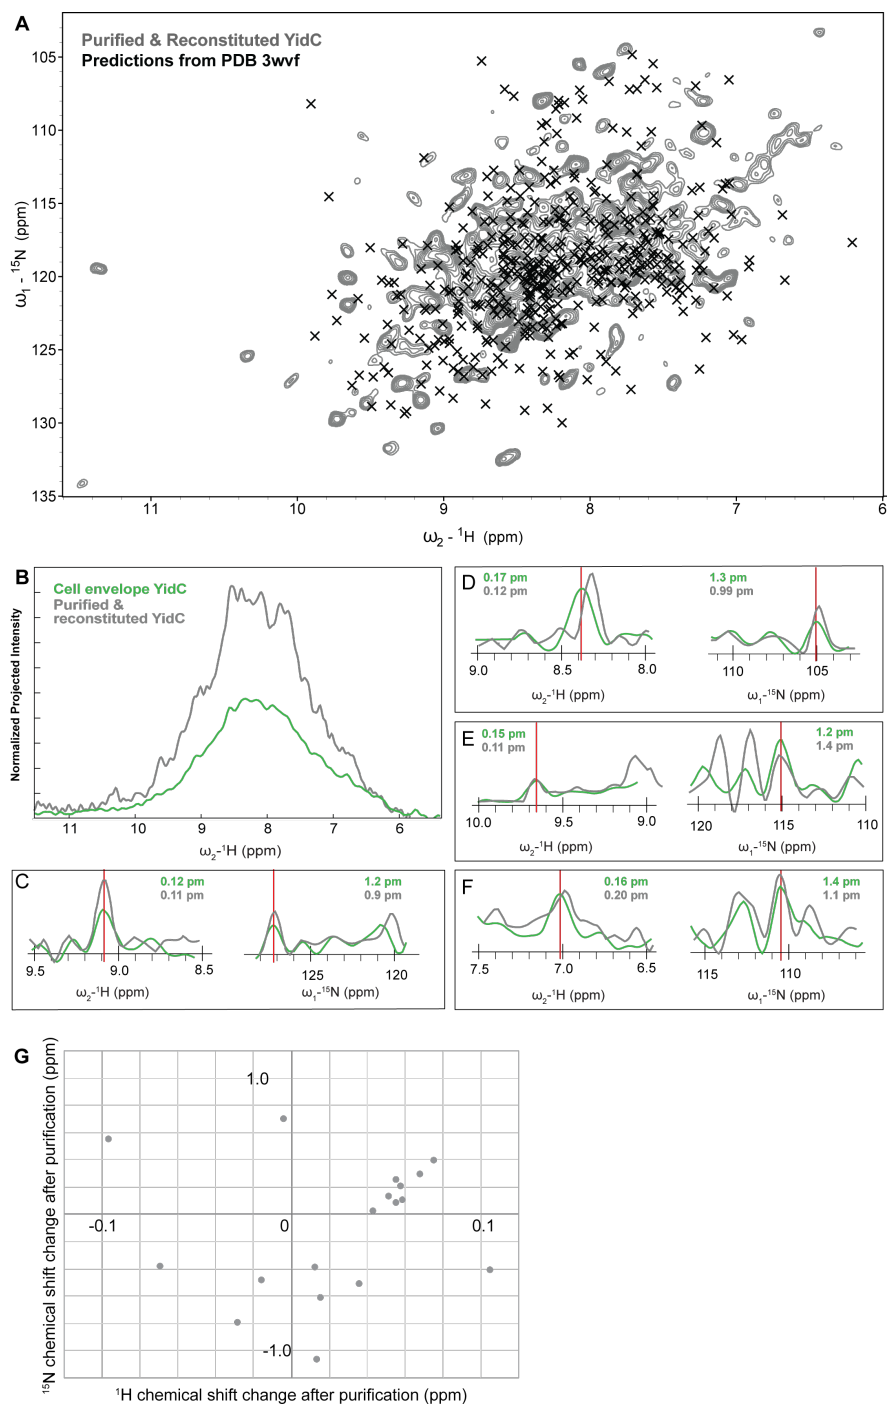 A
Purified & Reconstituted YidC
Predictions from PDB 3wvf
105
110
115
120
125
130
135
ω1 - 15N (ppm)
11
10
9
8
7
6
ω2 - 1H (ppm)
B
Cell envelope YidC
Purified &
reconstituted YidC
Normalized Projected Intensity
11
10
9
8
7
6
ω2-1H (ppm)
C
0.12 pm
0.11 pm
9.5
9.0
8.5
ω2-1H (ppm)
1.2 pm
0.9 pm
125
120
ω1-15N (ppm)
D
0.17 pm
0.12 pm
9.0
8.5
8.0
ω2-1H (ppm)
1.3 pm
0.99 pm
110
105
ω1-15N (ppm)
E
0.15 pm
0.11 pm
10.0
9.5
9.0
ω2-1H (ppm)
1.2 pm
1.4 pm
120
115
110
ω1-15N (ppm)
F
0.16 pm
0.20 pm
7.5
7.0
6.5
ω2-1H (ppm)
1.4 pm
1.1 pm
115
110
ω1-15N (ppm)
G
15N chemical shift change after purification (ppm)
1.0
-0.1
0
0.1
-1.0
1H chemical shift change after purification (ppm)